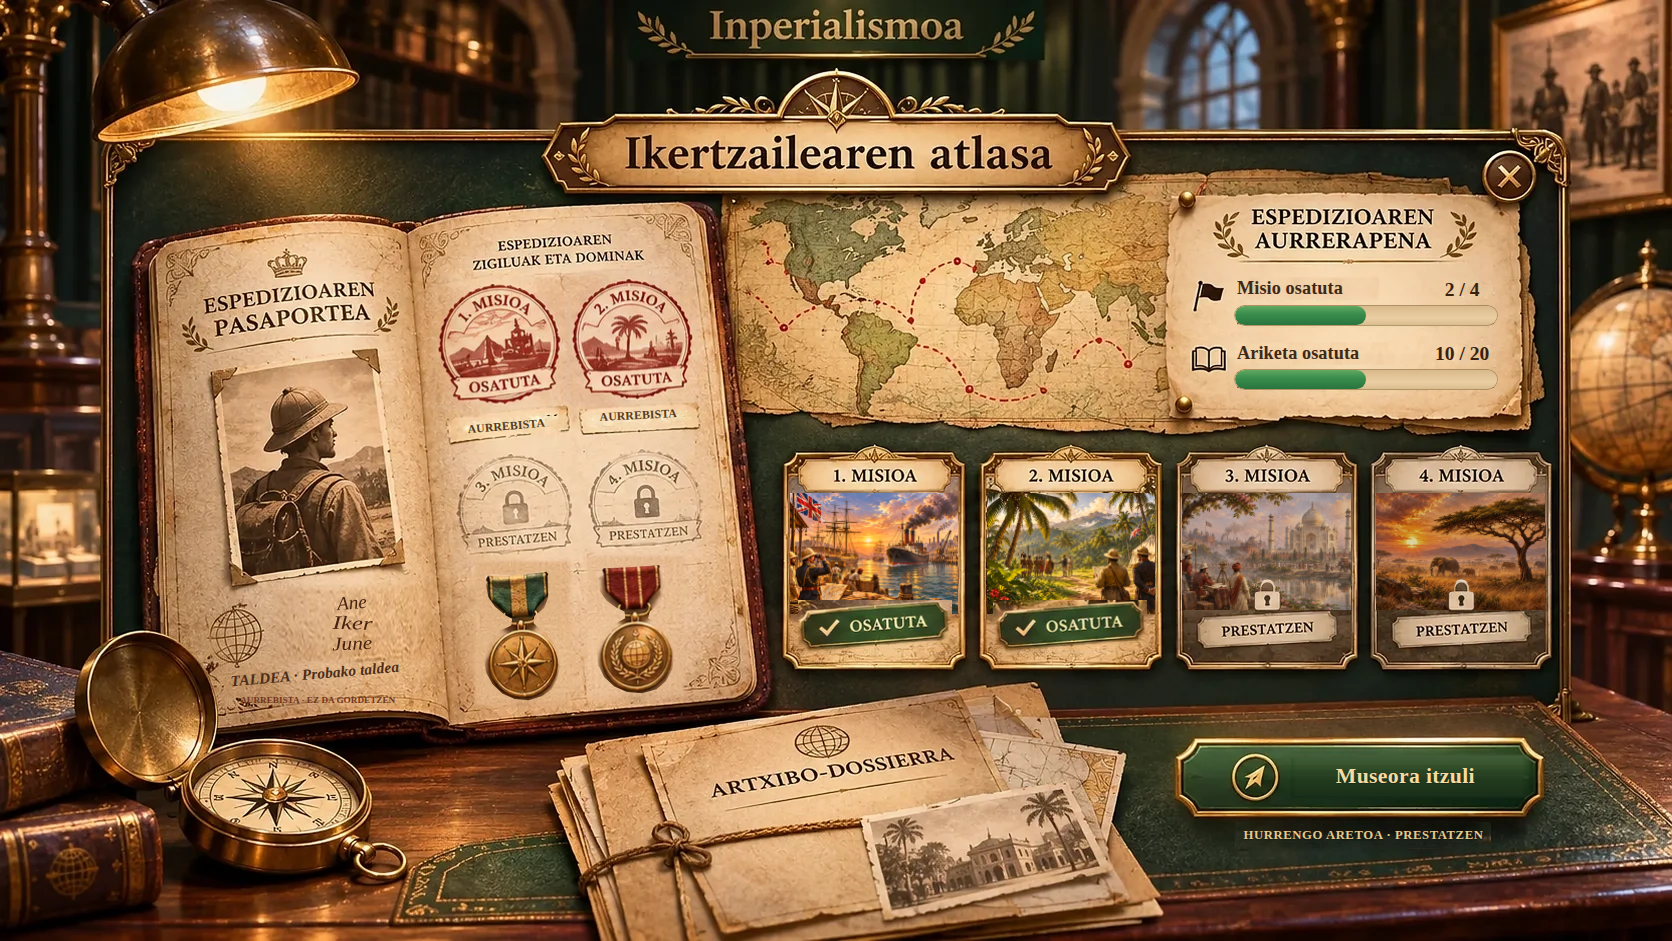 Inperialismoa
Ikertzailearen atlasa
ESPEDIZIOAREN
PASAPORTEA
Ane
Iker
June
TALDEA · Probako taldea
AURREBISTA · EZ DA GORDETZEN
ESPEDIZIOAREN
ZIGILUAK ETA DOMINAK
1. MISIOA
OSATUTA
2. MISIOA
OSATUTA
AURREBISTA
AURREBISTA
3. MISIOA
PRESTATZEN
4. MISIOA
PRESTATZEN
ESPEDIZIOAREN
AURRERAPENA
Misio osatuta 2 / 4
Ariketa osatuta 10 / 20
1. MISIOA
OSATUTA
2. MISIOA
OSATUTA
3. MISIOA
PRESTATZEN
4. MISIOA
PRESTATZEN
ARTXIBO-DOSSIERRA
Museora itzuli
HURRENGO ARETOA · PRESTATZEN